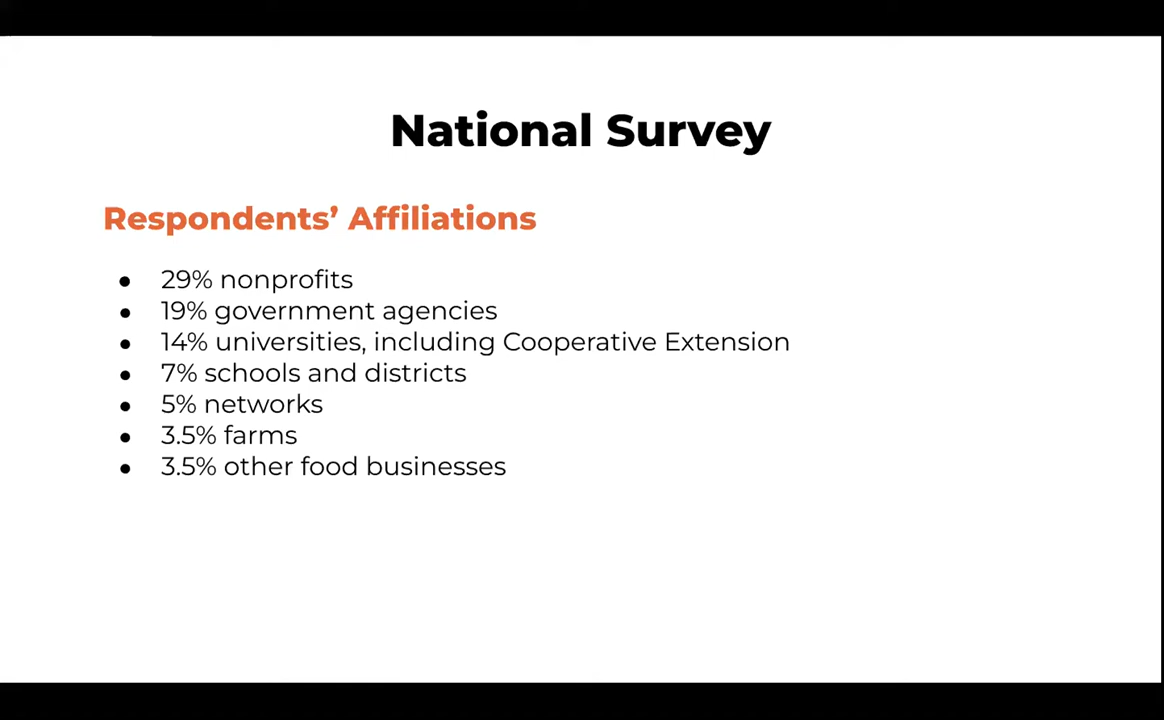 National Survey
Respondents’ Affiliations
● 29% nonprofits
● 19% government agencies
● 14% universities, including Cooperative Extension
● 7% schools and districts
● 5% networks
● 3.5% farms
● 3.5% other food businesses